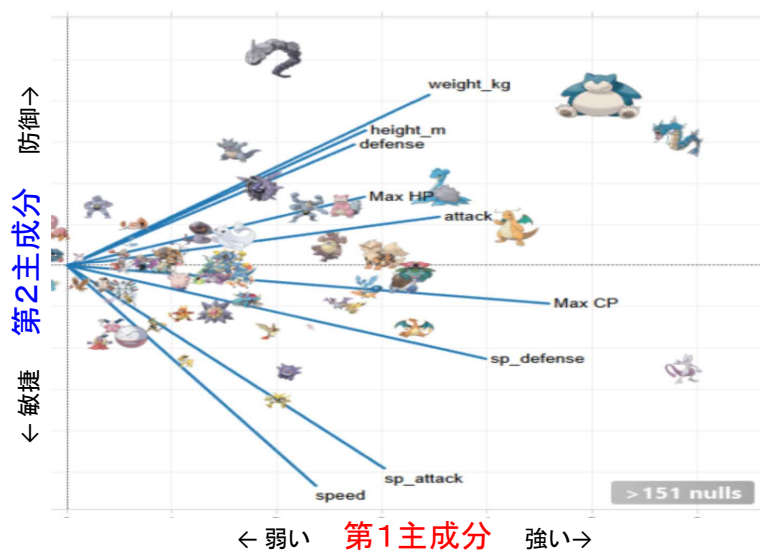 weight_kg
height_m
defense
Max HP
attack
Max CP
sp_defense
sp_attack
speed
>151 nulls
← 敏捷 第2主成分 防御→
← 弱い 第1主成分 強い→